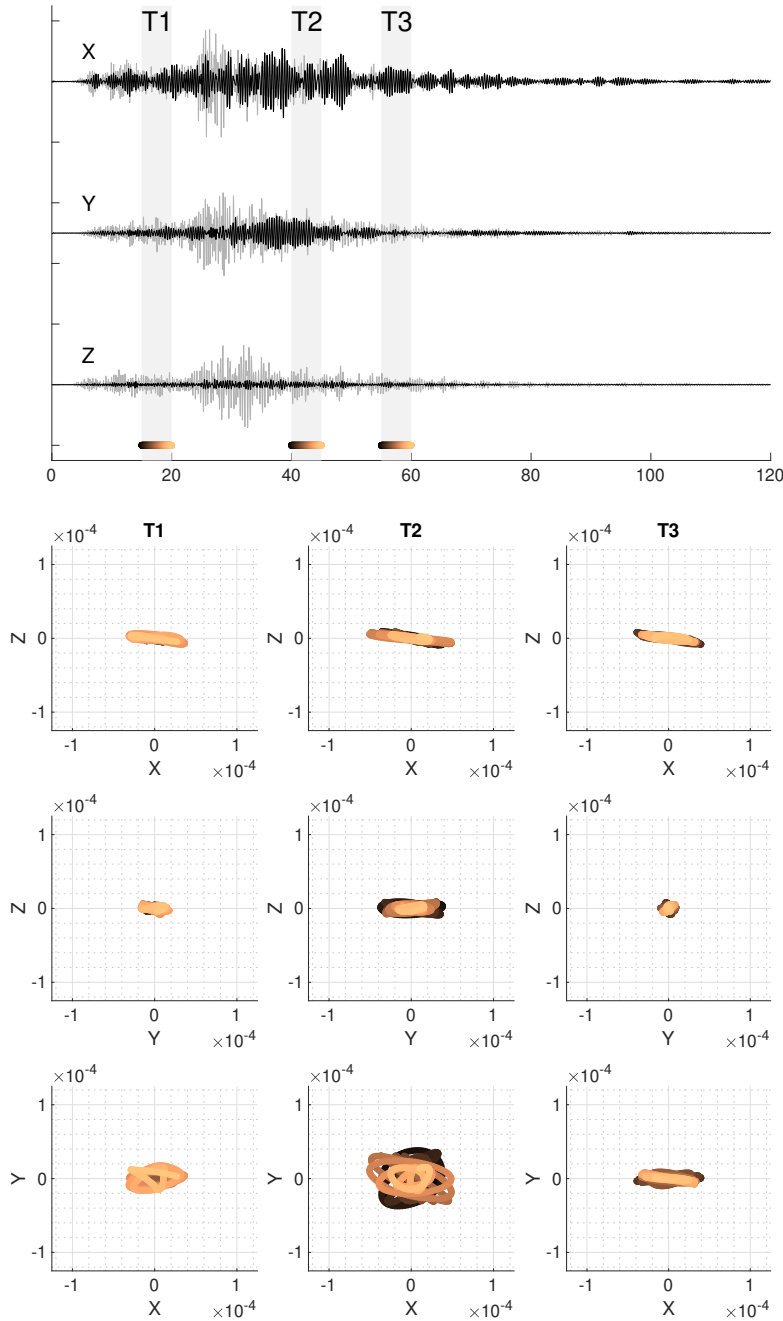 T1 T2 T3
X
Y
Z
0 20 40 60 80 100 120
T1 T2 T3
×10-4 ×10-4 ×10-4
1 1 1
Z 0 Z 0 Z 0
-1 -1 -1
-1 0 1 -1 0 1 -1 0 1
X ×10-4 X ×10-4 X ×10-4
×10-4 ×10-4 ×10-4
1 1 1
Z 0 Z 0 Z 0
-1 -1 -1
-1 0 1 -1 0 1 -1 0 1
Y ×10-4 Y ×10-4 Y ×10-4
×10-4 ×10-4 ×10-4
1 1 1
Y 0 Y 0 Y 0
-1 -1 -1
-1 0 1 -1 0 1 -1 0 1
X ×10-4 X ×10-4 X ×10-4